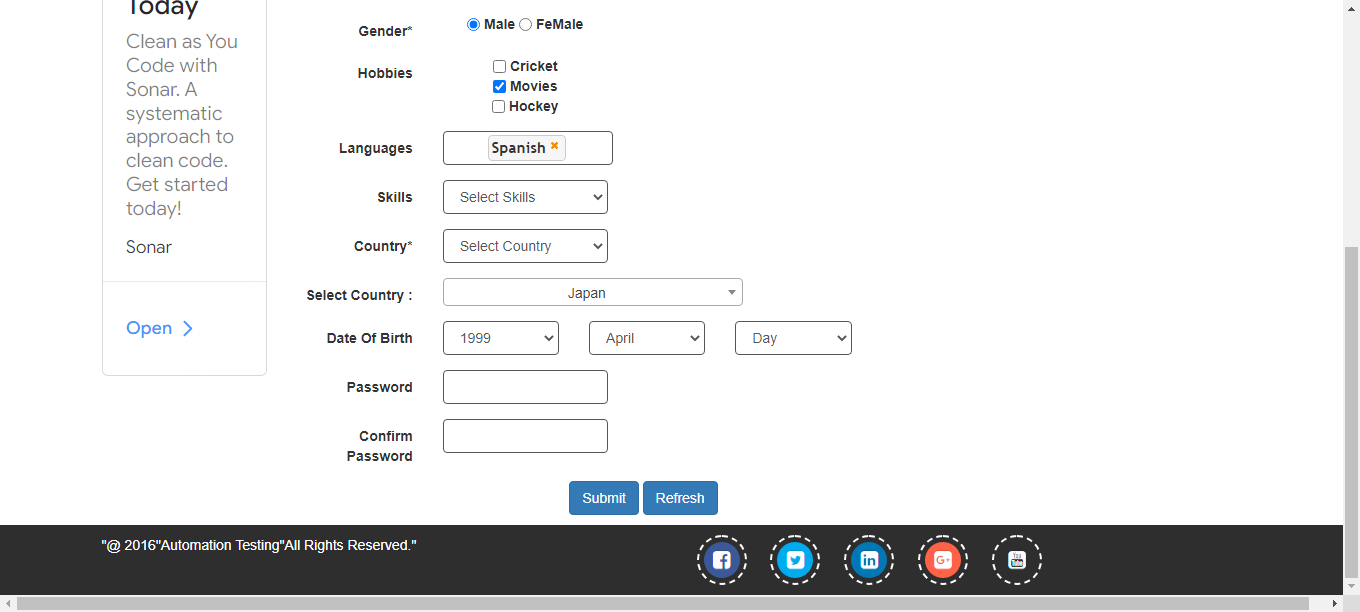 Today
Clean as You
Code with
Sonar. A
systematic
approach to
clean code.
Get started
today!
Sonar
Open
Gender*
Male FeMale
Hobbies
Cricket
Movies
Hockey
Languages
Spanish
Skills
Select Skills
Country*
Select Country
Select Country :
Japan
Date Of Birth
1999 April Day
Password
Confirm
Password
Submit Refresh
"@ 2016"Automation Testing"All Rights Reserved."
f
in
G+
You
Tube